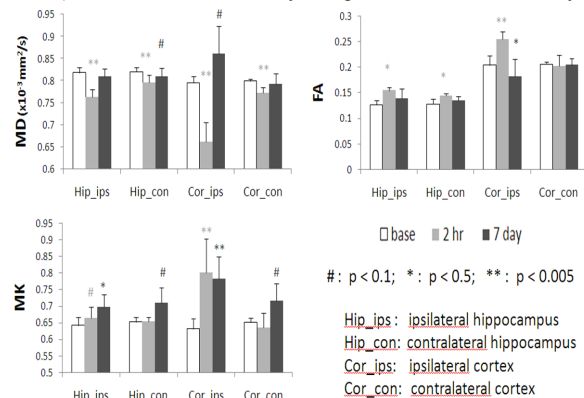 MD (x10⁻³ mm²/s)
0.95
0.9
0.85
0.8
0.75
0.7
0.65
0.6
** ** # ** # **
Hip_ips Hip_con Cor_ips Cor_con
FA
0.3
0.25
0.2
0.15
0.1
0.05
0
* * ** *
Hip_ips Hip_con Cor_ips Cor_con
MK
0.95
0.9
0.85
0.8
0.75
0.7
0.65
0.6
0.55
0.5
# * # ** ** #
Hip_ips Hip_con Cor_ips Cor_con
base 2 hr 7 day
#: p < 0.1; *: p < 0.5; **: p < 0.005
Hip_ips: ipsilateral hippocampus
Hip_con: contralateral hippocampus
Cor_ips: ipsilateral cortex
Cor_con: contralateral cortex